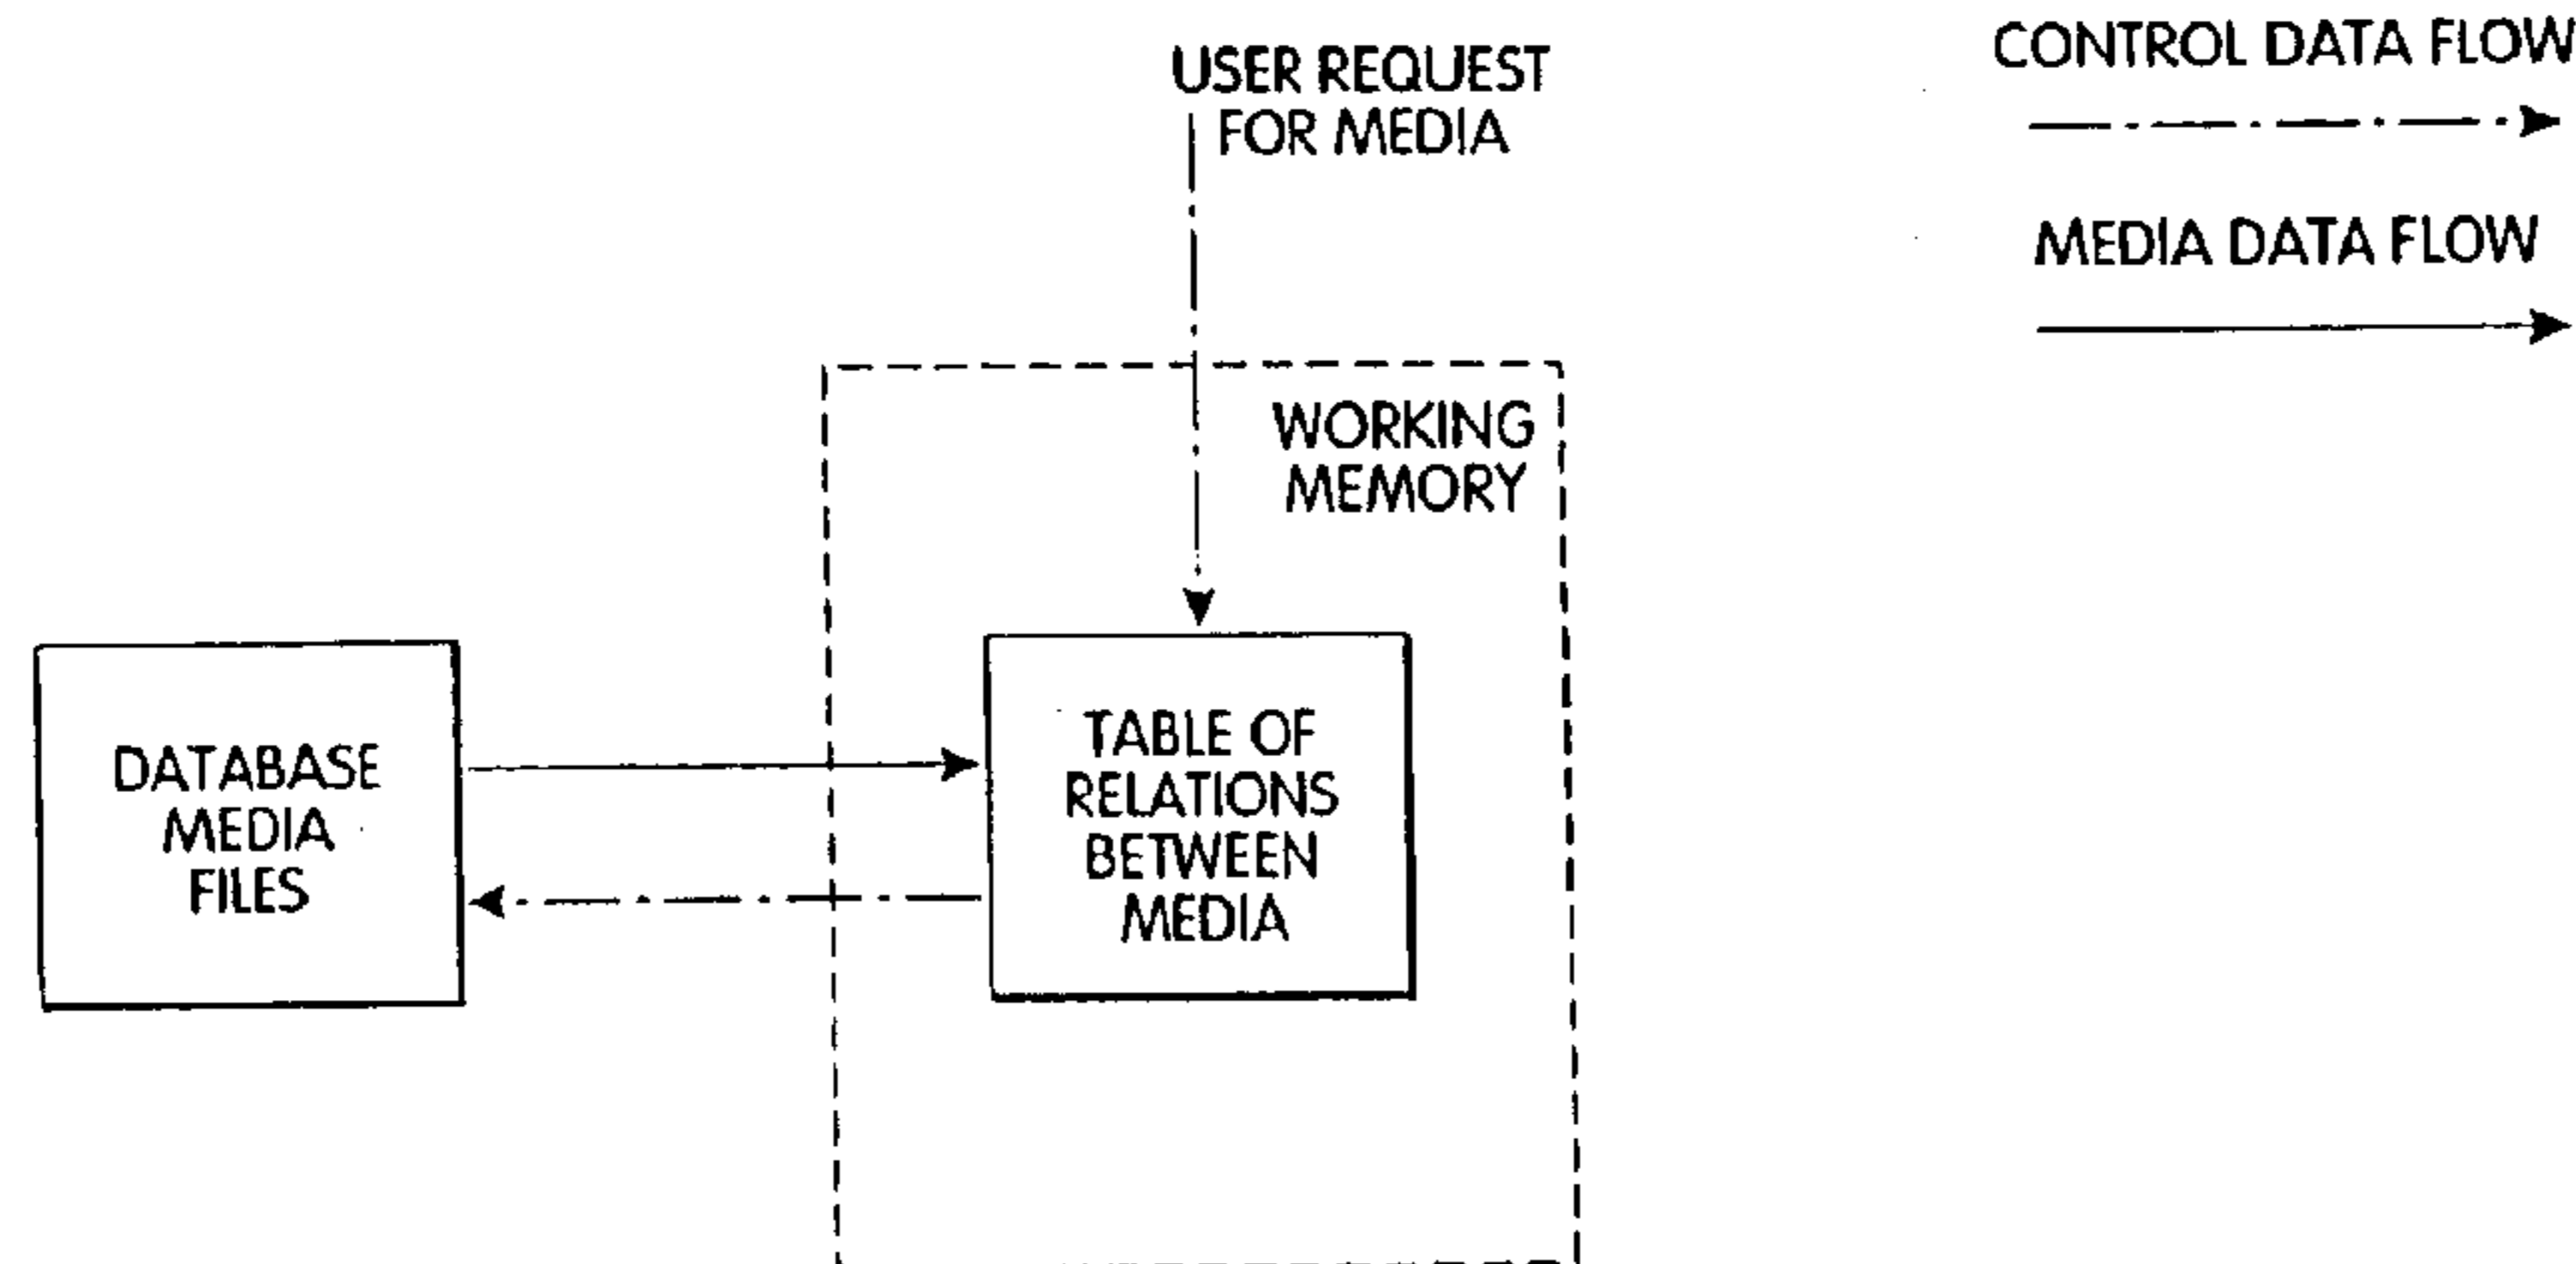 USER REQUEST
FOR MEDIA
CONTROL DATA FLOW
MEDIA DATA FLOW
WORKING
MEMORY
DATABASE
MEDIA
FILES
TABLE OF
RELATIONS
BETWEEN
MEDIA